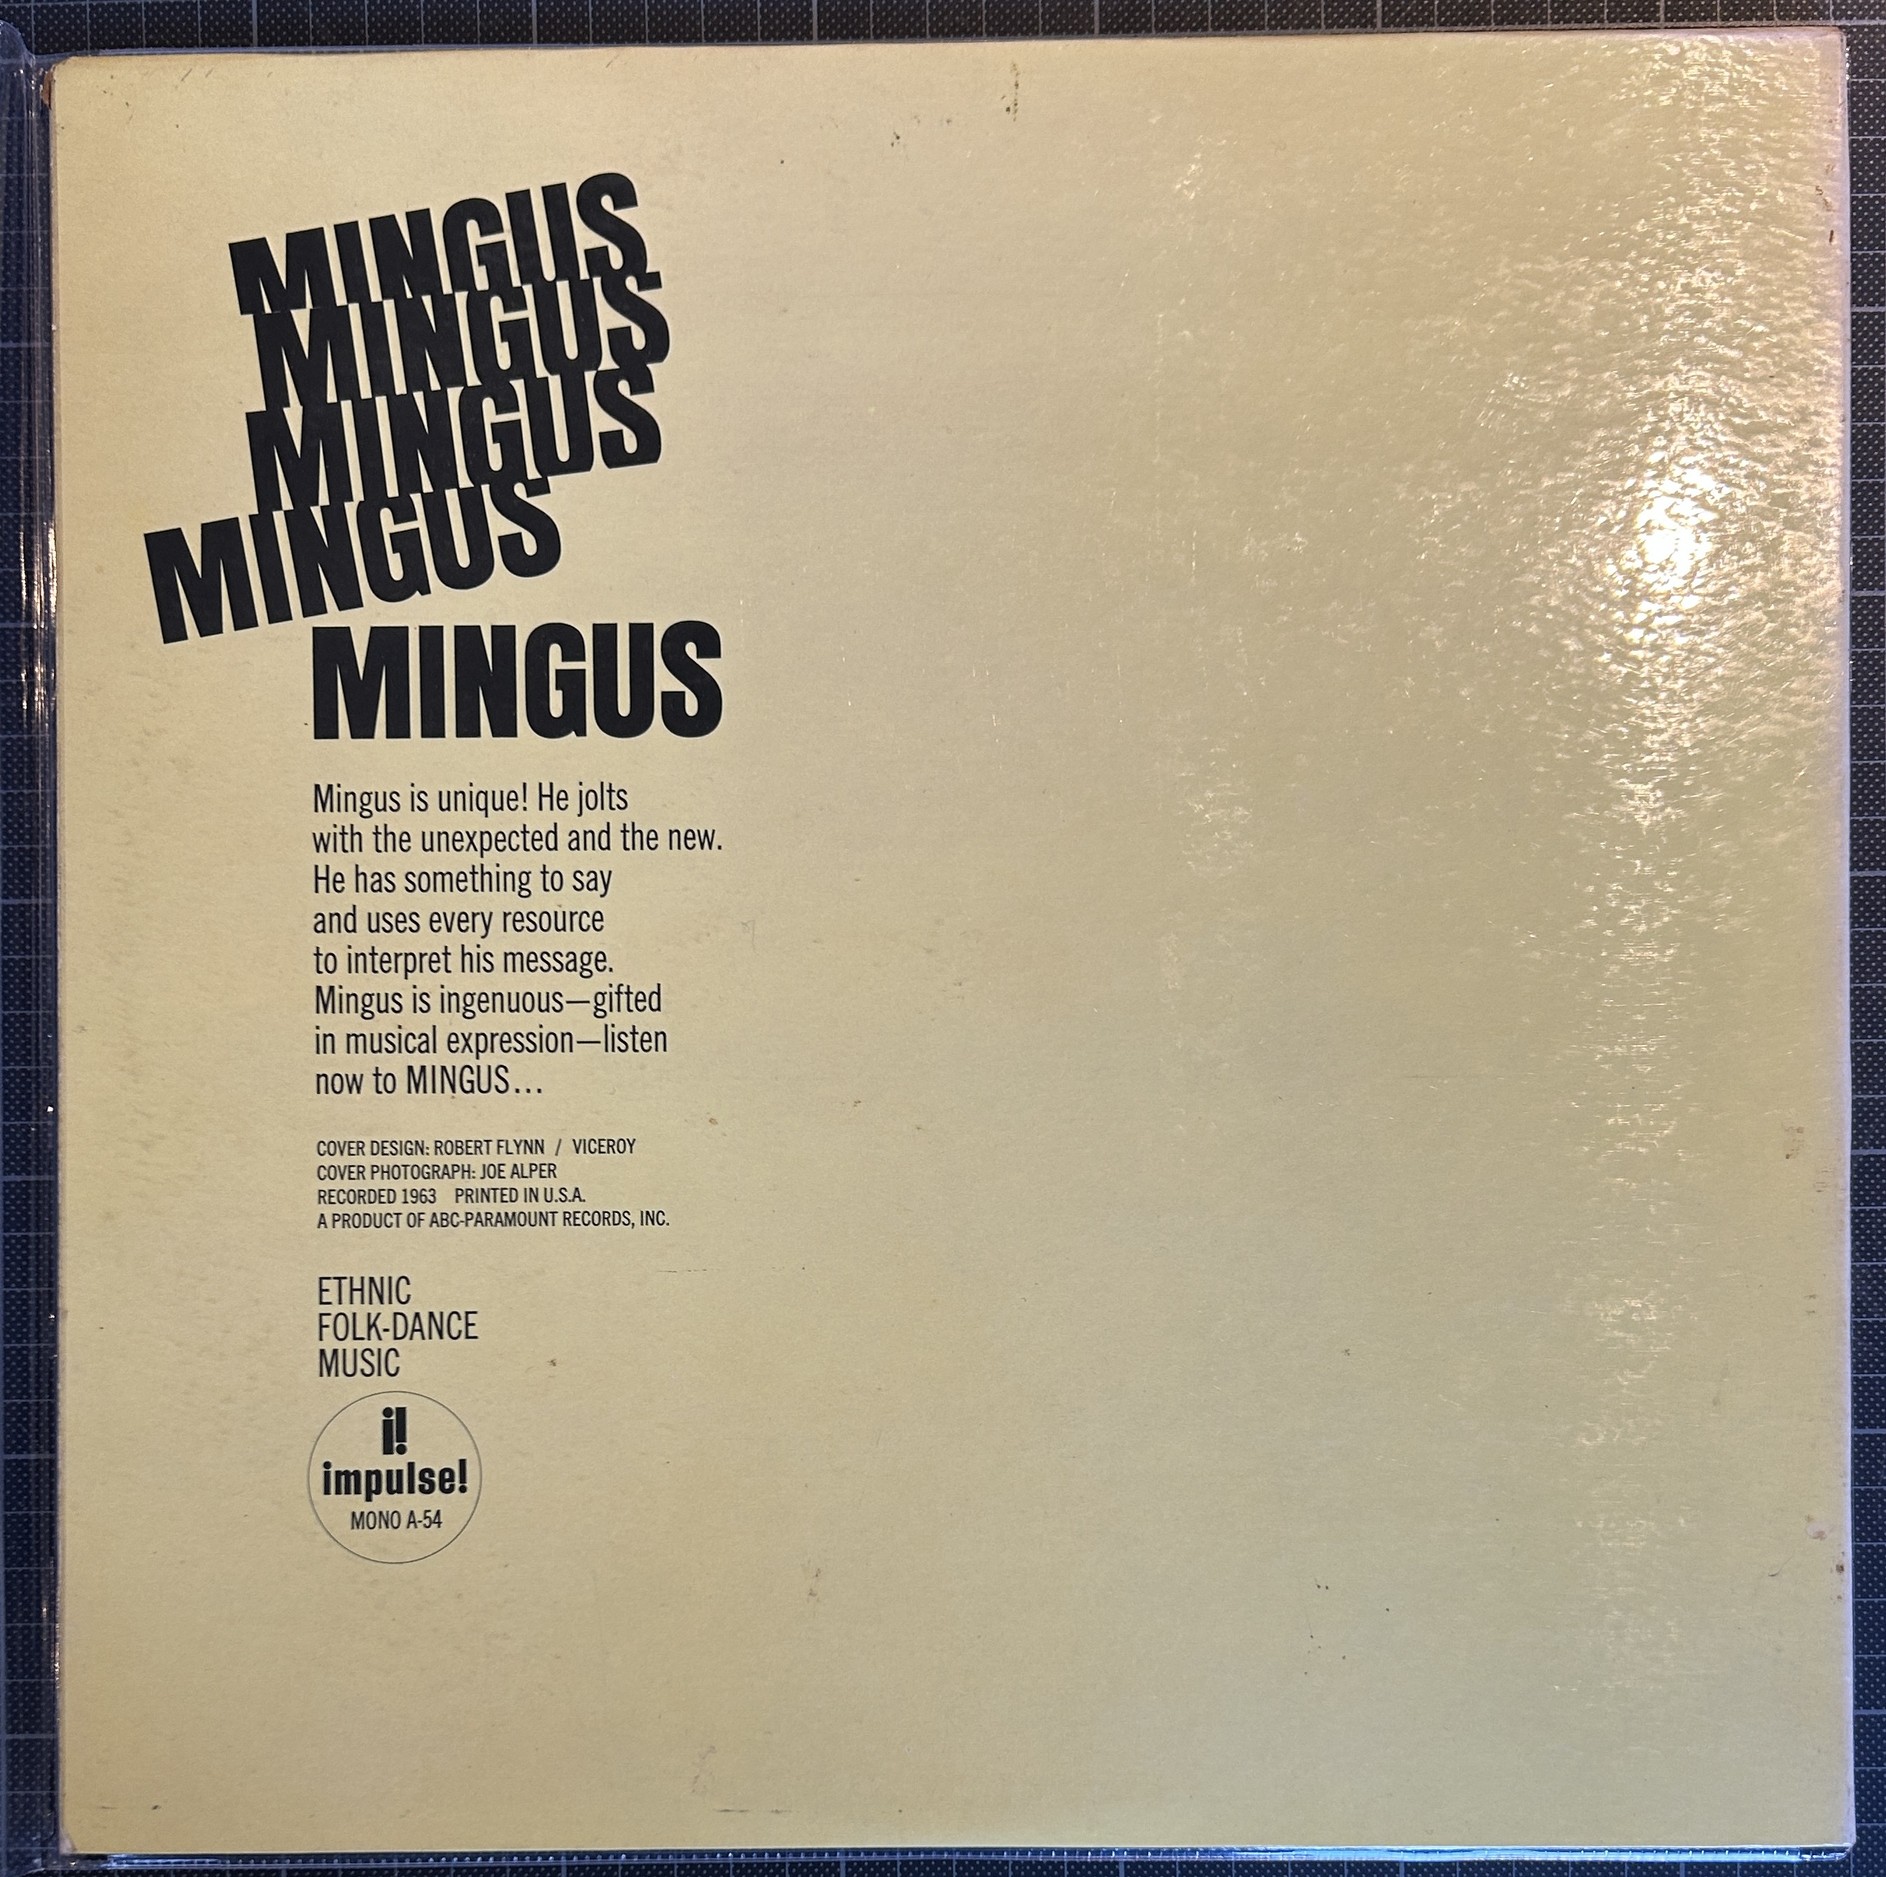 MINGUS
MINGUS
MINGUS
MINGUS
MINGUS
Mingus is unique! He jolts
with the unexpected and the new.
He has something to say
and uses every resource
to interpret his message.
Mingus is ingenuous—gifted
in musical expression—listen
now to MINGUS...
COVER DESIGN: ROBERT FLYNN / VICEROY
COVER PHOTOGRAPH: JOE ALPER
RECORDED 1963 PRINTED IN U.S.A.
A PRODUCT OF ABC-PARAMOUNT RECORDS, INC.
ETHNIC
FOLK-DANCE
MUSIC
i!
impulse!
MONO A-54